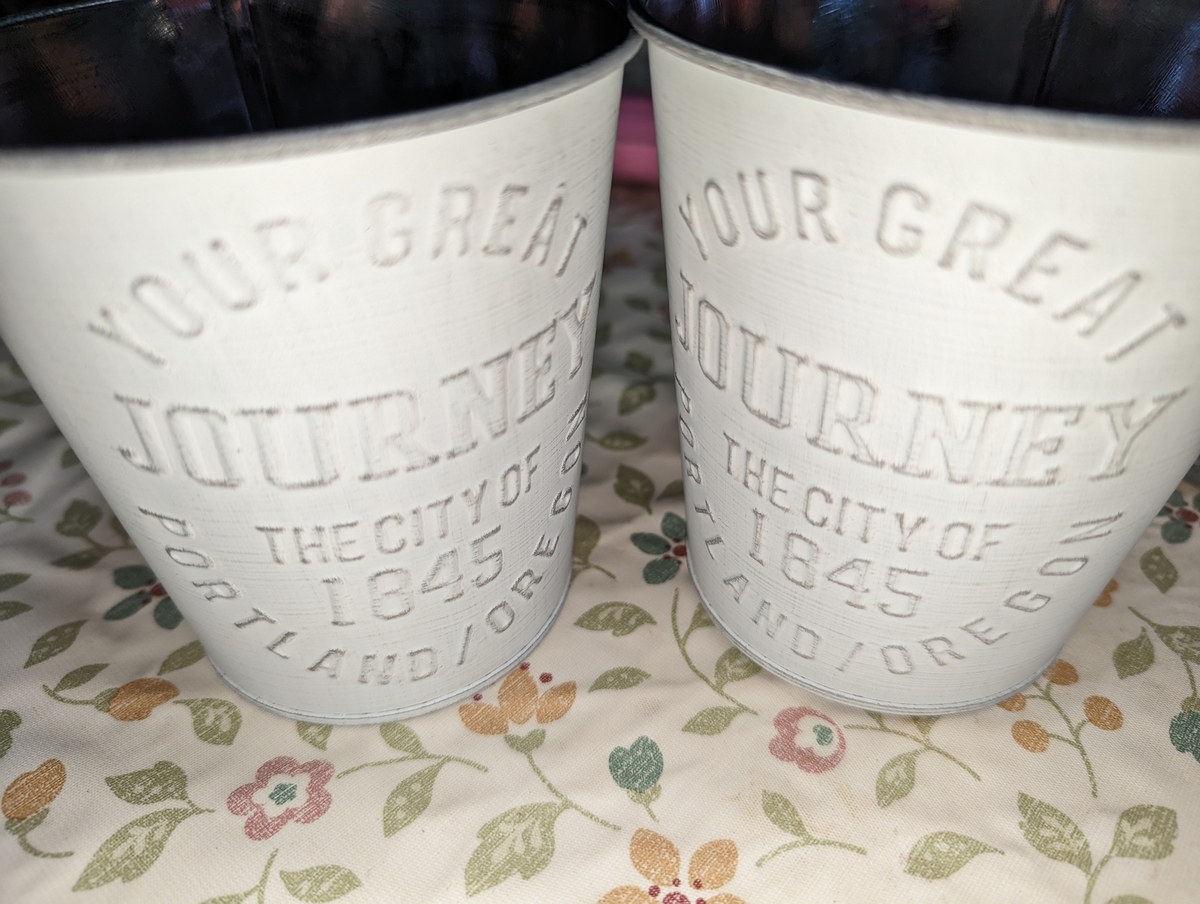 YOUR GREAT
JOURNEY
THE CITY OF
1845
PORTLAND/OREGON
YOUR GREAT
JOURNEY
THE CITY OF
1845
PORTLAND/OREGON